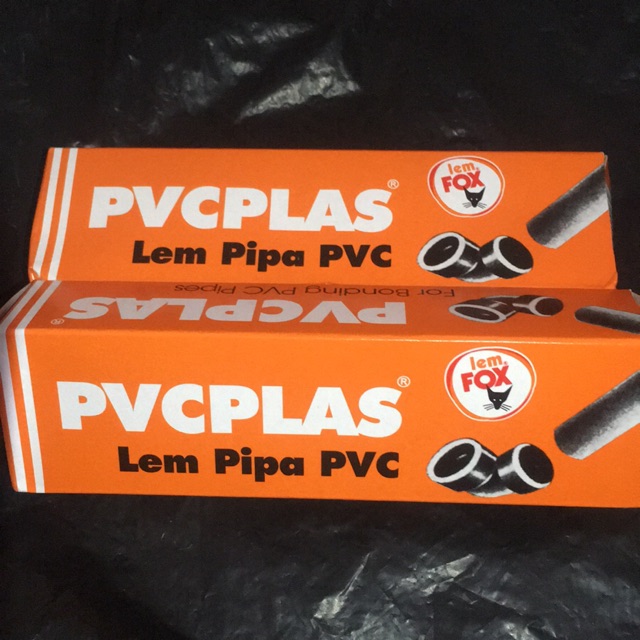 PVCPLAS®
Lem Pipa PVC
lem.
FOX
For Bonding PVC Pipes
PVCPLAS®
PVCPLAS®
Lem Pipa PVC
lem.
FOX